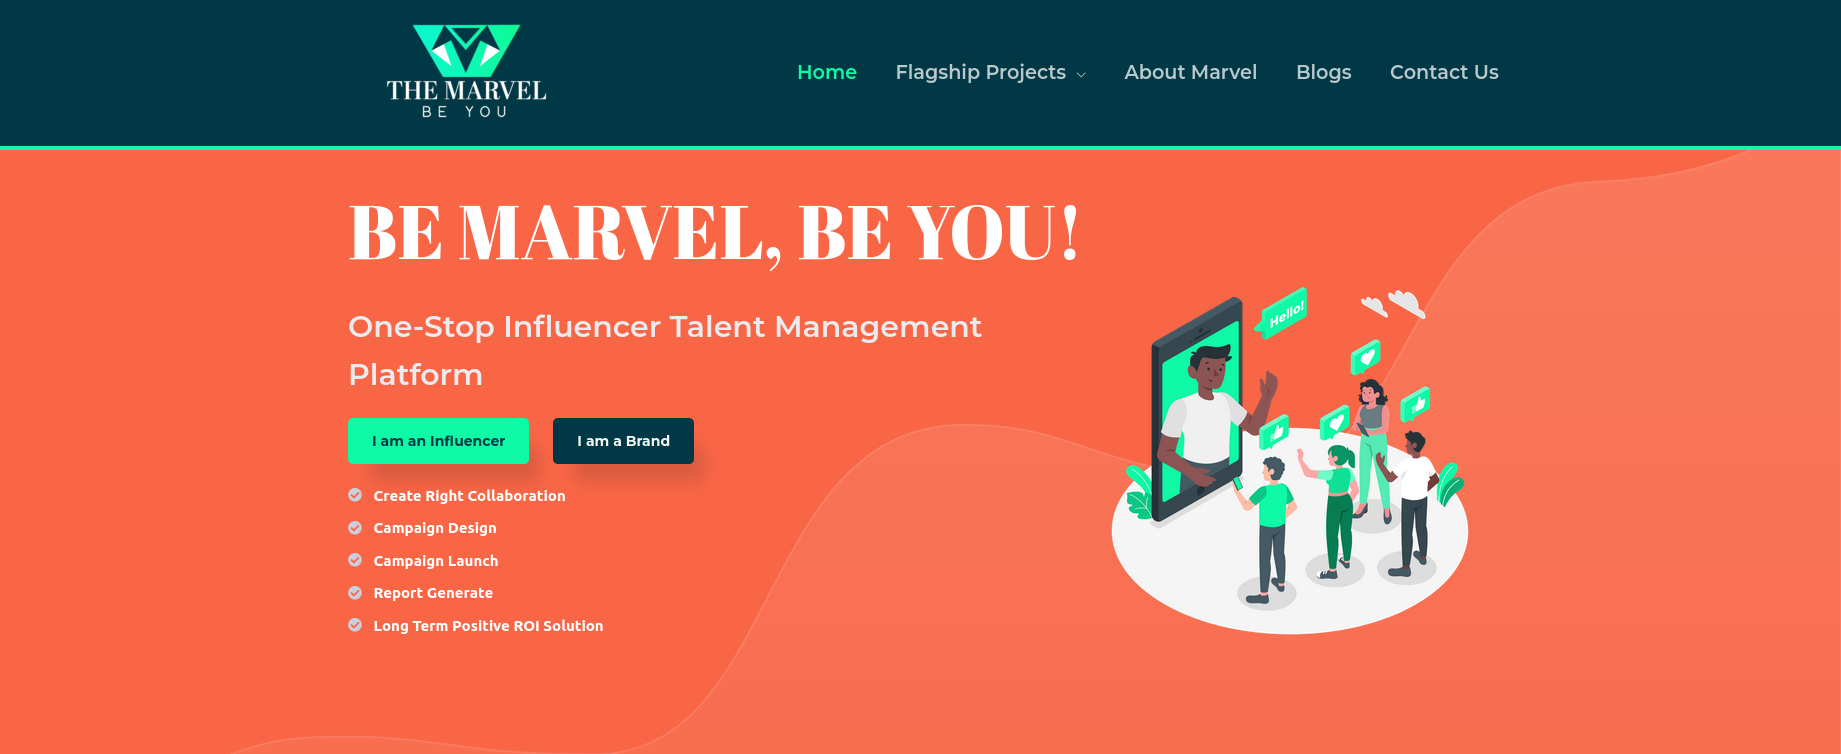 THE MARVEL
BE YOU
Home Flagship Projects About Marvel Blogs Contact Us
BE MARVEL, BE YOU!
One-Stop Influencer Talent Management
Platform
I am an Influencer I am a Brand
Create Right Collaboration
Campaign Design
Campaign Launch
Report Generate
Long Term Positive ROI Solution
Hello!